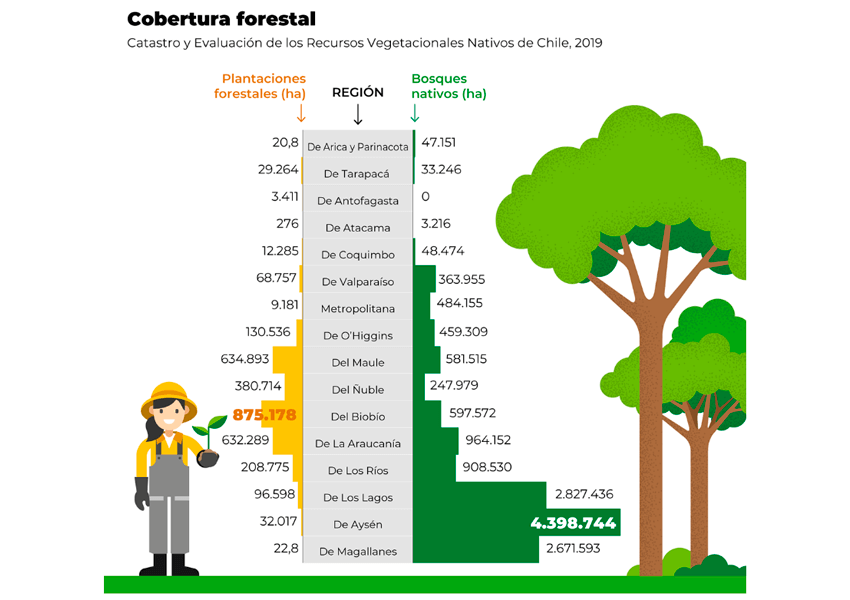 Cobertura forestal
Catastro y Evaluación de los Recursos Vegetacionales Nativos de Chile, 2019
Plantaciones forestales (ha) REGIÓN Bosques nativos (ha)
20,8 De Arica y Parinacota 47.151
29.264 De Tarapacá 33.246
3.411 De Antofagasta 0
276 De Atacama 3.216
12.285 De Coquimbo 48.474
68.757 De Valparaíso 363.955
9.181 Metropolitana 484.155
130.536 De O'Higgins 459.309
634.893 Del Maule 581.515
380.714 Del Ñuble 247.979
875.178 Del Biobío 597.572
632.289 De La Araucanía 964.152
208.775 De Los Ríos 908.530
96.598 De Los Lagos 2.827.436
32.017 De Aysén 4.398.744
22,8 De Magallanes 2.671.593